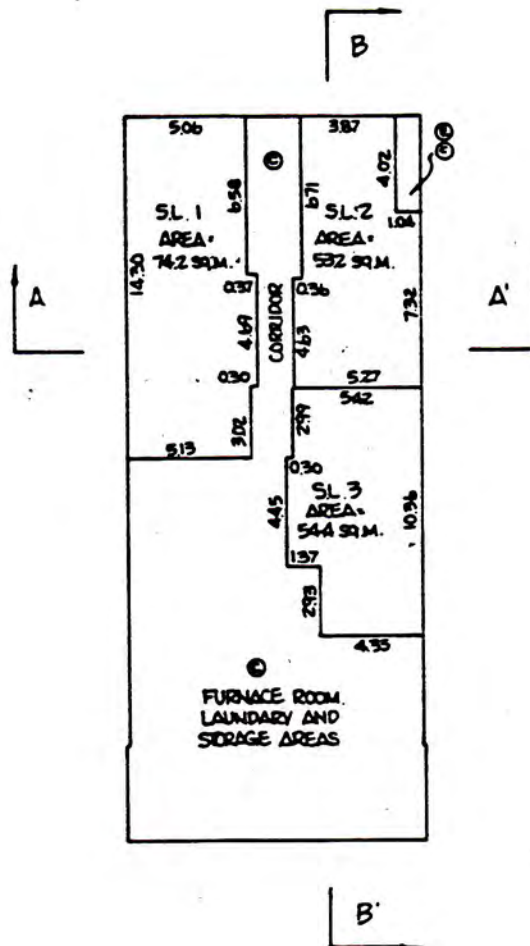 B
5.06
3.87
Ⓒ
4.02
6.58
6.71
S.L. 1
AREA=
74.2 SQ.M.
S.L. 2
AREA=
53.2 SQ.M.
1.04
14.30
0.37
0.36
7.32
A
A'
4.69
CORRIDOR
4.63
0.30
5.27
5.42
3.02
2.99
5.13
0.30
S.L. 3
AREA=
54.4 SQ.M.
4.45
10.36
1.37
2.93
4.35
Ⓒ
FURNACE ROOM.
LAUNDARY AND
STORAGE AREAS
B'